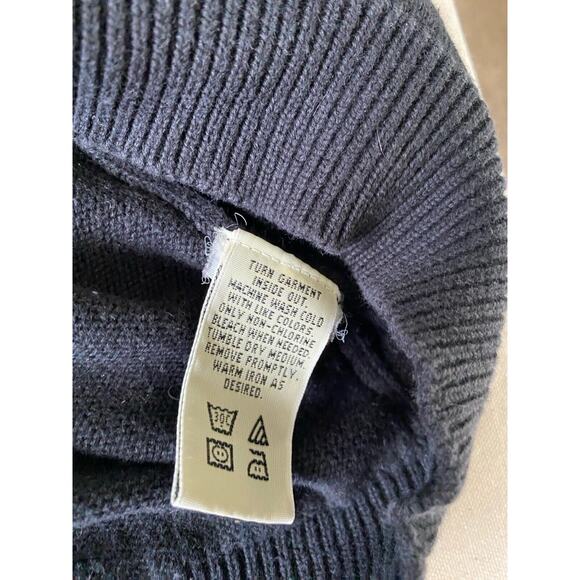 TURN GARMENT
INSIDE OUT.
MACHINE WASH COLD
WITH LIKE COLORS.
ONLY NON-CHLORINE
BLEACH WHEN NEEDED.
TUMBLE DRY MEDIUM.
REMOVE PROMPTLY.
WARM IRON AS
DESIRED.
30C